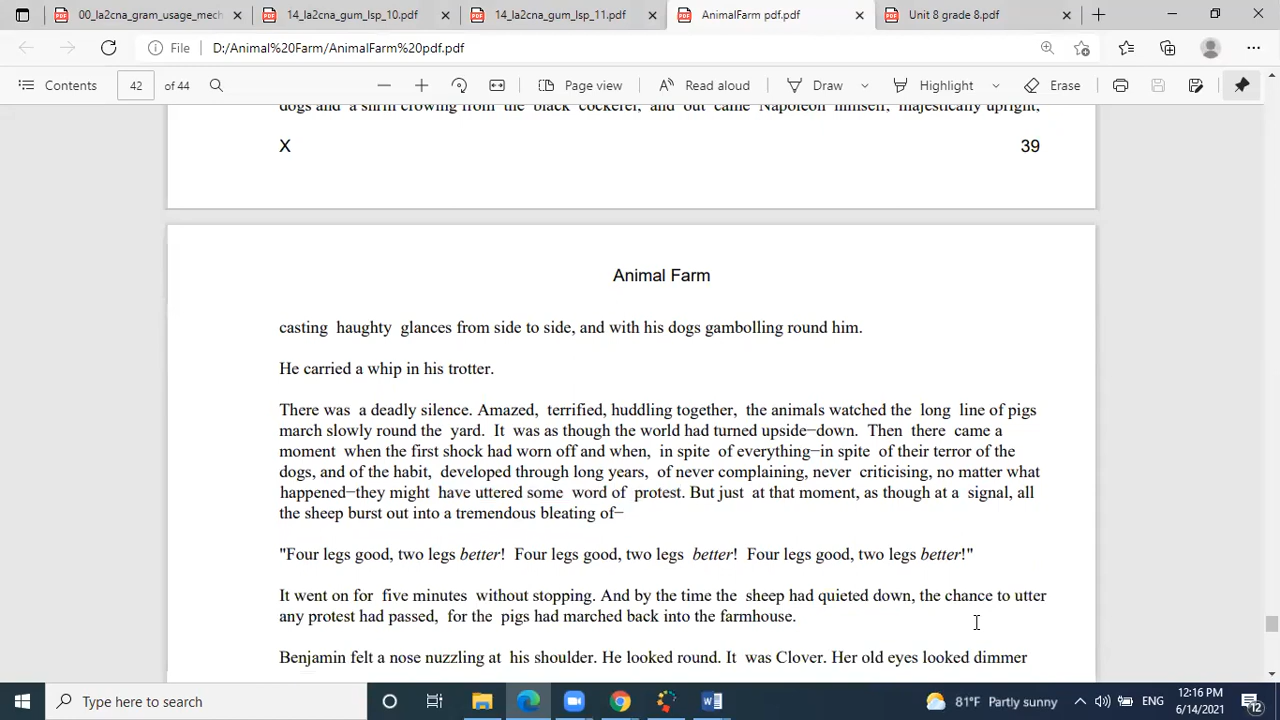 00_la2cna_gram_usage_mech
14_la2cna_gum_lsp_10.pdf
14_la2cna_gum_lsp_11.pdf
AnimalFarm pdf.pdf
Unit 8 grade 8.pdf
File
D:/Animal%20Farm/AnimalFarm%20pdf.pdf
Contents
42 of 44
Page view
Read aloud
Draw
Highlight
Erase
dogs and a shrill crowing from the black cockerel, and out came Napoleon himself, majestically upright,
X 39
Animal Farm
casting haughty glances from side to side, and with his dogs gambolling round him.
He carried a whip in his trotter.
There was a deadly silence. Amazed, terrified, huddling together, the animals watched the long line of pigs
march slowly round the yard. It was as though the world had turned upside−down. Then there came a
moment when the first shock had worn off and when, in spite of everything−in spite of their terror of the
dogs, and of the habit, developed through long years, of never complaining, never criticising, no matter what
happened−they might have uttered some word of protest. But just at that moment, as though at a signal, all
the sheep burst out into a tremendous bleating of−
"Four legs good, two legs better! Four legs good, two legs better! Four legs good, two legs better!"
It went on for five minutes without stopping. And by the time the sheep had quieted down, the chance to utter
any protest had passed, for the pigs had marched back into the farmhouse.
Benjamin felt a nose nuzzling at his shoulder. He looked round. It was Clover. Her old eyes looked dimmer
Type here to search
81°F Partly sunny
ENG
12:16 PM
6/14/2021
12